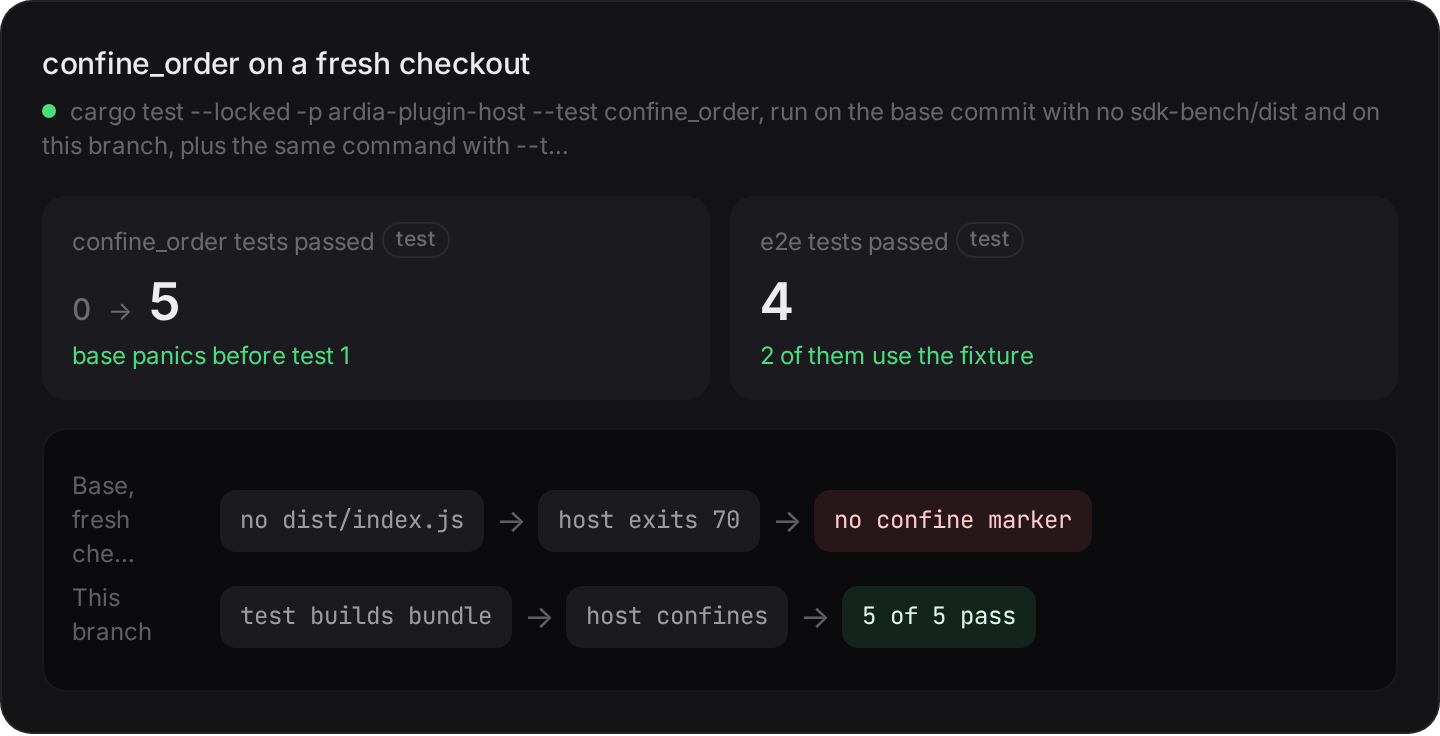 confine_order on a fresh checkout
cargo test --locked -p ardia-plugin-host --test confine_order, run on the base commit with no sdk-bench/dist and on
this branch, plus the same command with --t...
confine_order tests passed test
0 → 5
base panics before test 1
e2e tests passed test
4
2 of them use the fixture
Base,
fresh
che...
no dist/index.js → host exits 70 → no confine marker
This
branch
test builds bundle → host confines → 5 of 5 pass